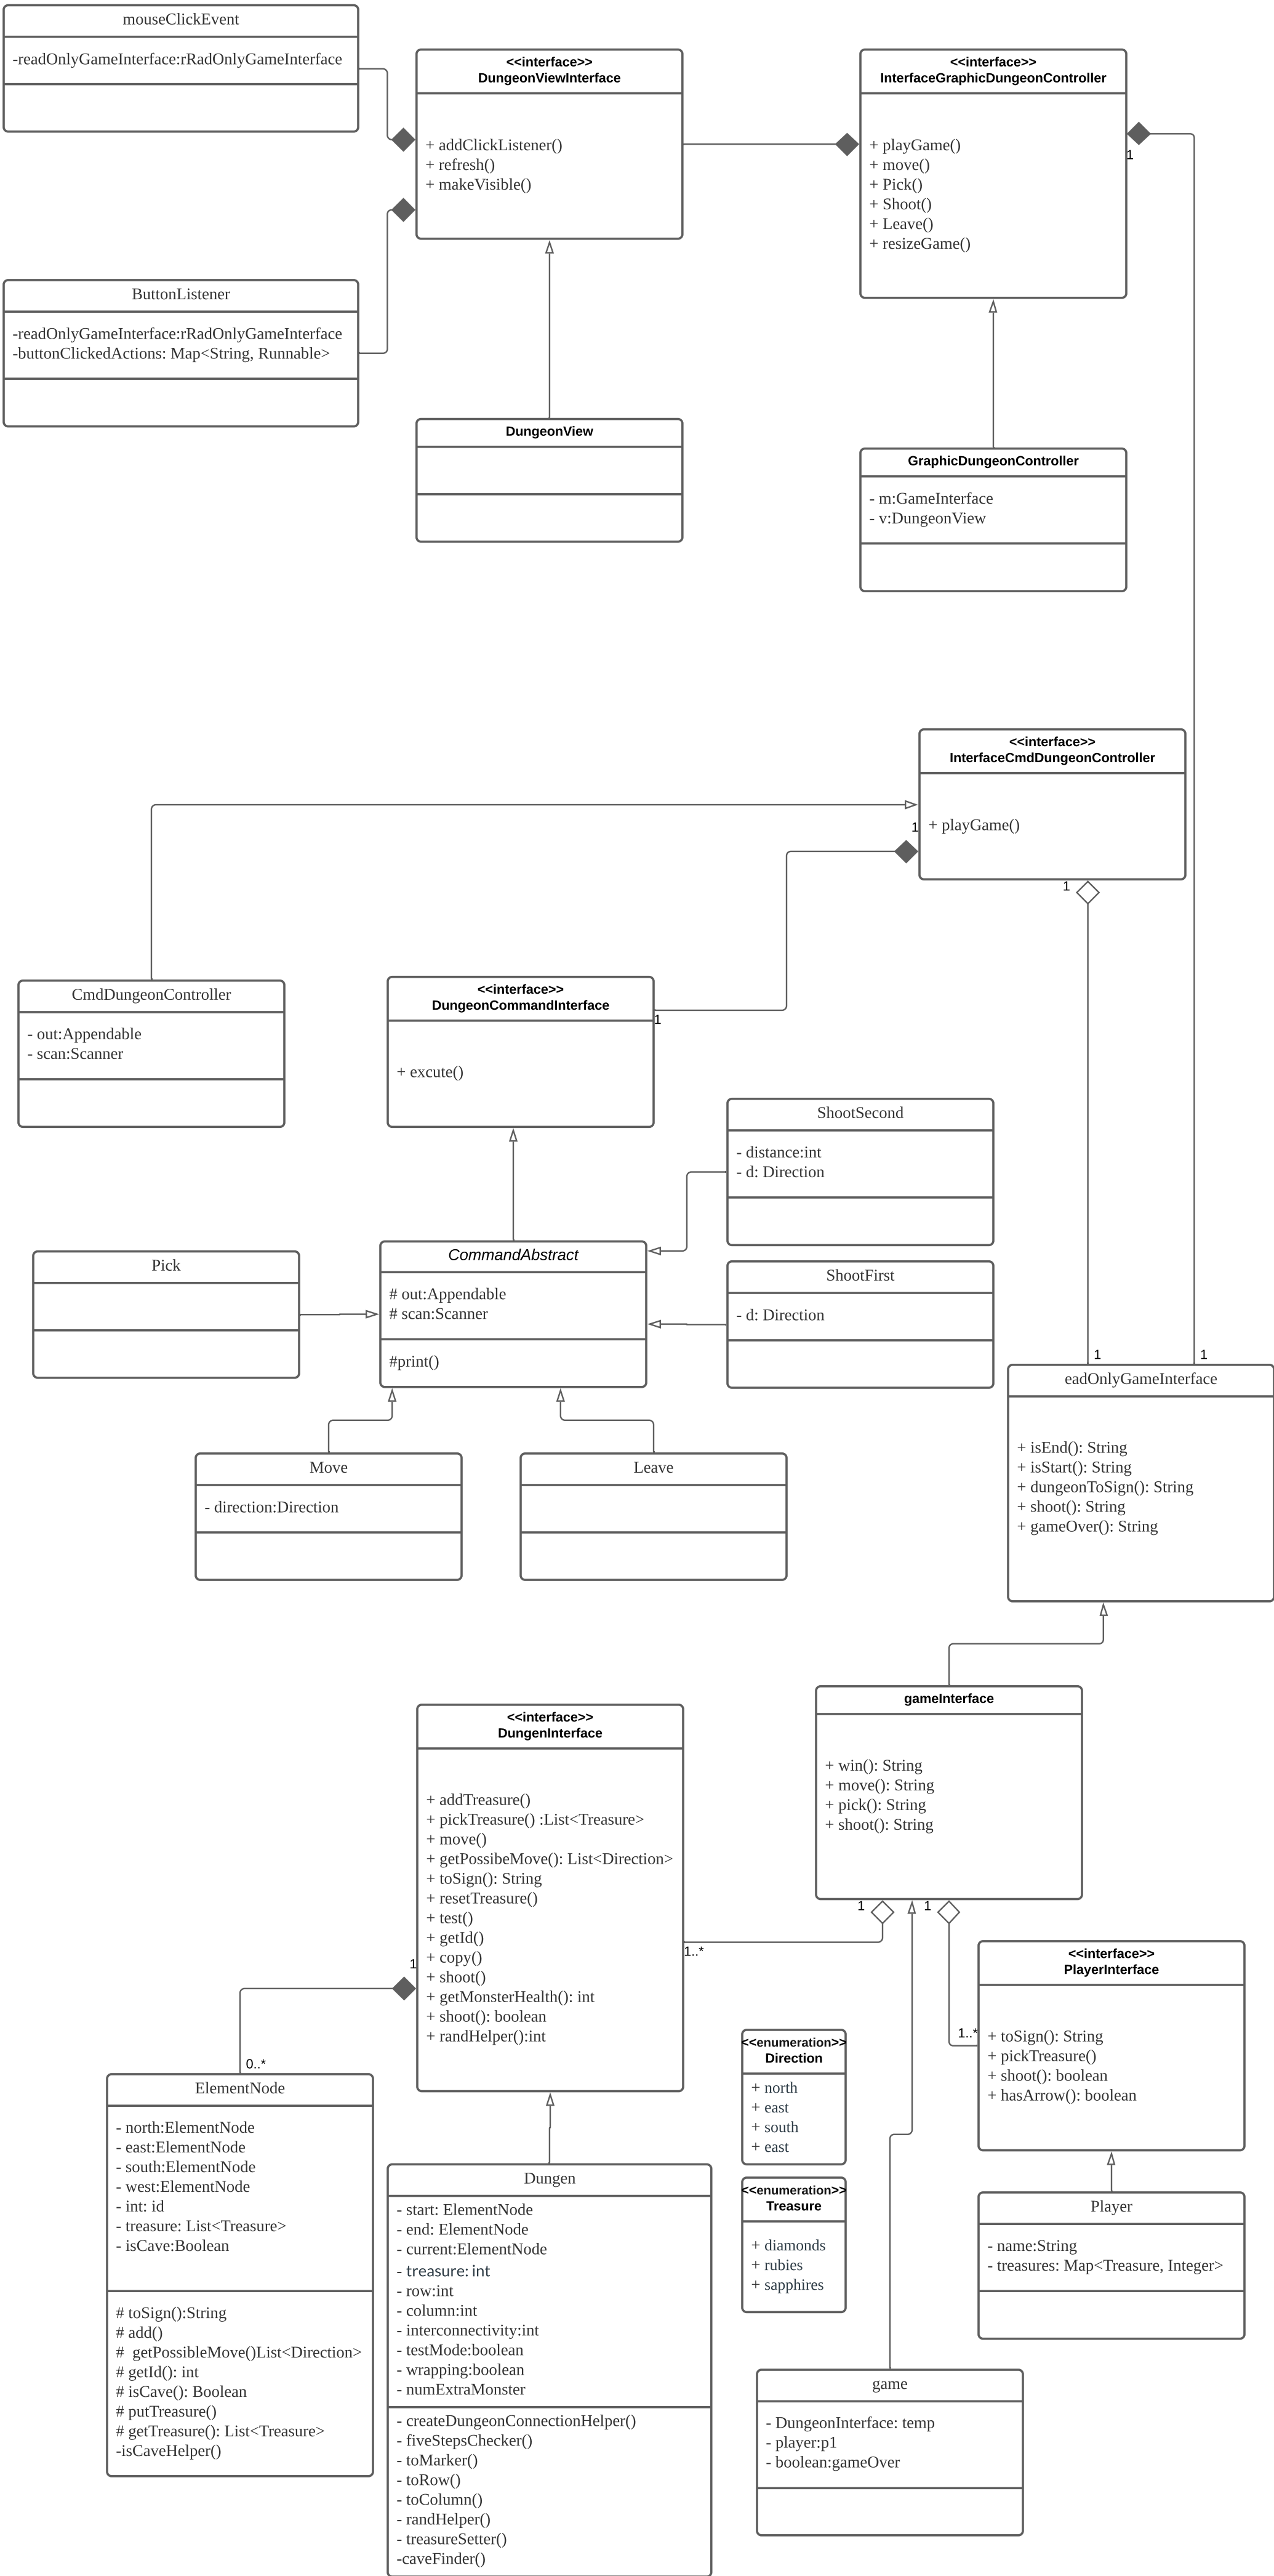 mouseClickEvent
-readOnlyGameInterface:rRadOnlyGameInterface
<<interface>>
DungeonViewInterface
+ addClickListener()
+ refresh()
+ makeVisible()
<<interface>>
InterfaceGraphicDungeonController
+ playGame()
+ move()
+ Pick()
+ Shoot()
+ Leave()
+ resizeGame()
1
ButtonListener
-readOnlyGameInterface:rRadOnlyGameInterface
-buttonClickedActions: Map<String, Runnable>
DungeonView
GraphicDungeonController
- m:GameInterface
- v:DungeonView
<<interface>>
InterfaceCmdDungeonController
+ playGame()
1
1
CmdDungeonController
- out:Appendable
- scan:Scanner
<<interface>>
DungeonCommandInterface
+ excute()
1
ShootSecond
- distance:int
- d: Direction
Pick
CommandAbstract
# out:Appendable
# scan:Scanner
#print()
ShootFirst
- d: Direction
Move
- direction:Direction
Leave
1
1
eadOnlyGameInterface
+ isEnd(): String
+ isStart(): String
+ dungeonToSign(): String
+ shoot(): String
+ gameOver(): String
gameInterface
+ win(): String
+ move(): String
+ pick(): String
+ shoot(): String
1
1
<<interface>>
DungenInterface
+ addTreasure()
+ pickTreasure() :List<Treasure>
+ move()
+ getPossibeMove(): List<Direction>
+ toSign(): String
+ resetTreasure()
+ test()
+ getId()
+ copy()
+ shoot()
+ getMonsterHealth(): int
+ shoot(): boolean
+ randHelper():int
1..*
1
0..*
<<interface>>
PlayerInterface
+ toSign(): String
+ pickTreasure()
+ shoot(): boolean
+ hasArrow(): boolean
1..*
<<enumeration>>
Direction
+ north
+ east
+ south
+ east
ElementNode
- north:ElementNode
- east:ElementNode
- south:ElementNode
- west:ElementNode
- int: id
- treasure: List<Treasure>
- isCave:Boolean
# toSign():String
# add()
#  getPossibleMove()List<Direction>
# getId(): int
# isCave(): Boolean
# putTreasure()
# getTreasure(): List<Treasure>
-isCaveHelper()
Dungen
- start: ElementNode
- end: ElementNode
- current:ElementNode
- treasure: int
- row:int
- column:int
- interconnectivity:int
- testMode:boolean
- wrapping:boolean
- numExtraMonster
- createDungeonConnectionHelper()
- fiveStepsChecker()
- toMarker()
- toRow()
- toColumn()
- randHelper()
- treasureSetter()
-caveFinder()
<<enumeration>>
Treasure
+ diamonds
+ rubies
+ sapphires
Player
- name:String
- treasures: Map<Treasure, Integer>
game
- DungeonInterface: temp
- player:p1
- boolean:gameOver